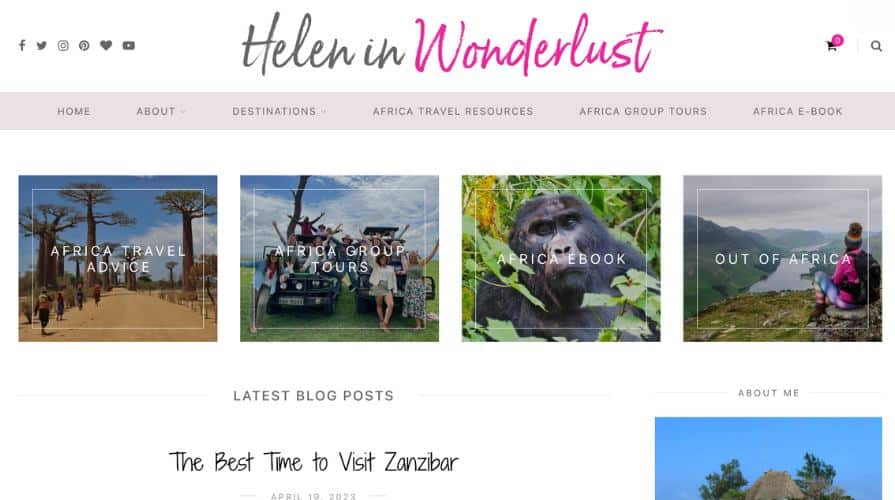 Helen in Wonderlust
0
HOME ABOUT DESTINATIONS AFRICA TRAVEL RESOURCES AFRICA GROUP TOURS AFRICA E-BOOK
AFRICA TRAVEL
ADVICE
AFRICA GROUP
TOURS
AFRICA EBOOK
OUT OF AFRICA
LATEST BLOG POSTS
ABOUT ME
The Best Time to Visit Zanzibar
APRIL 19, 2023